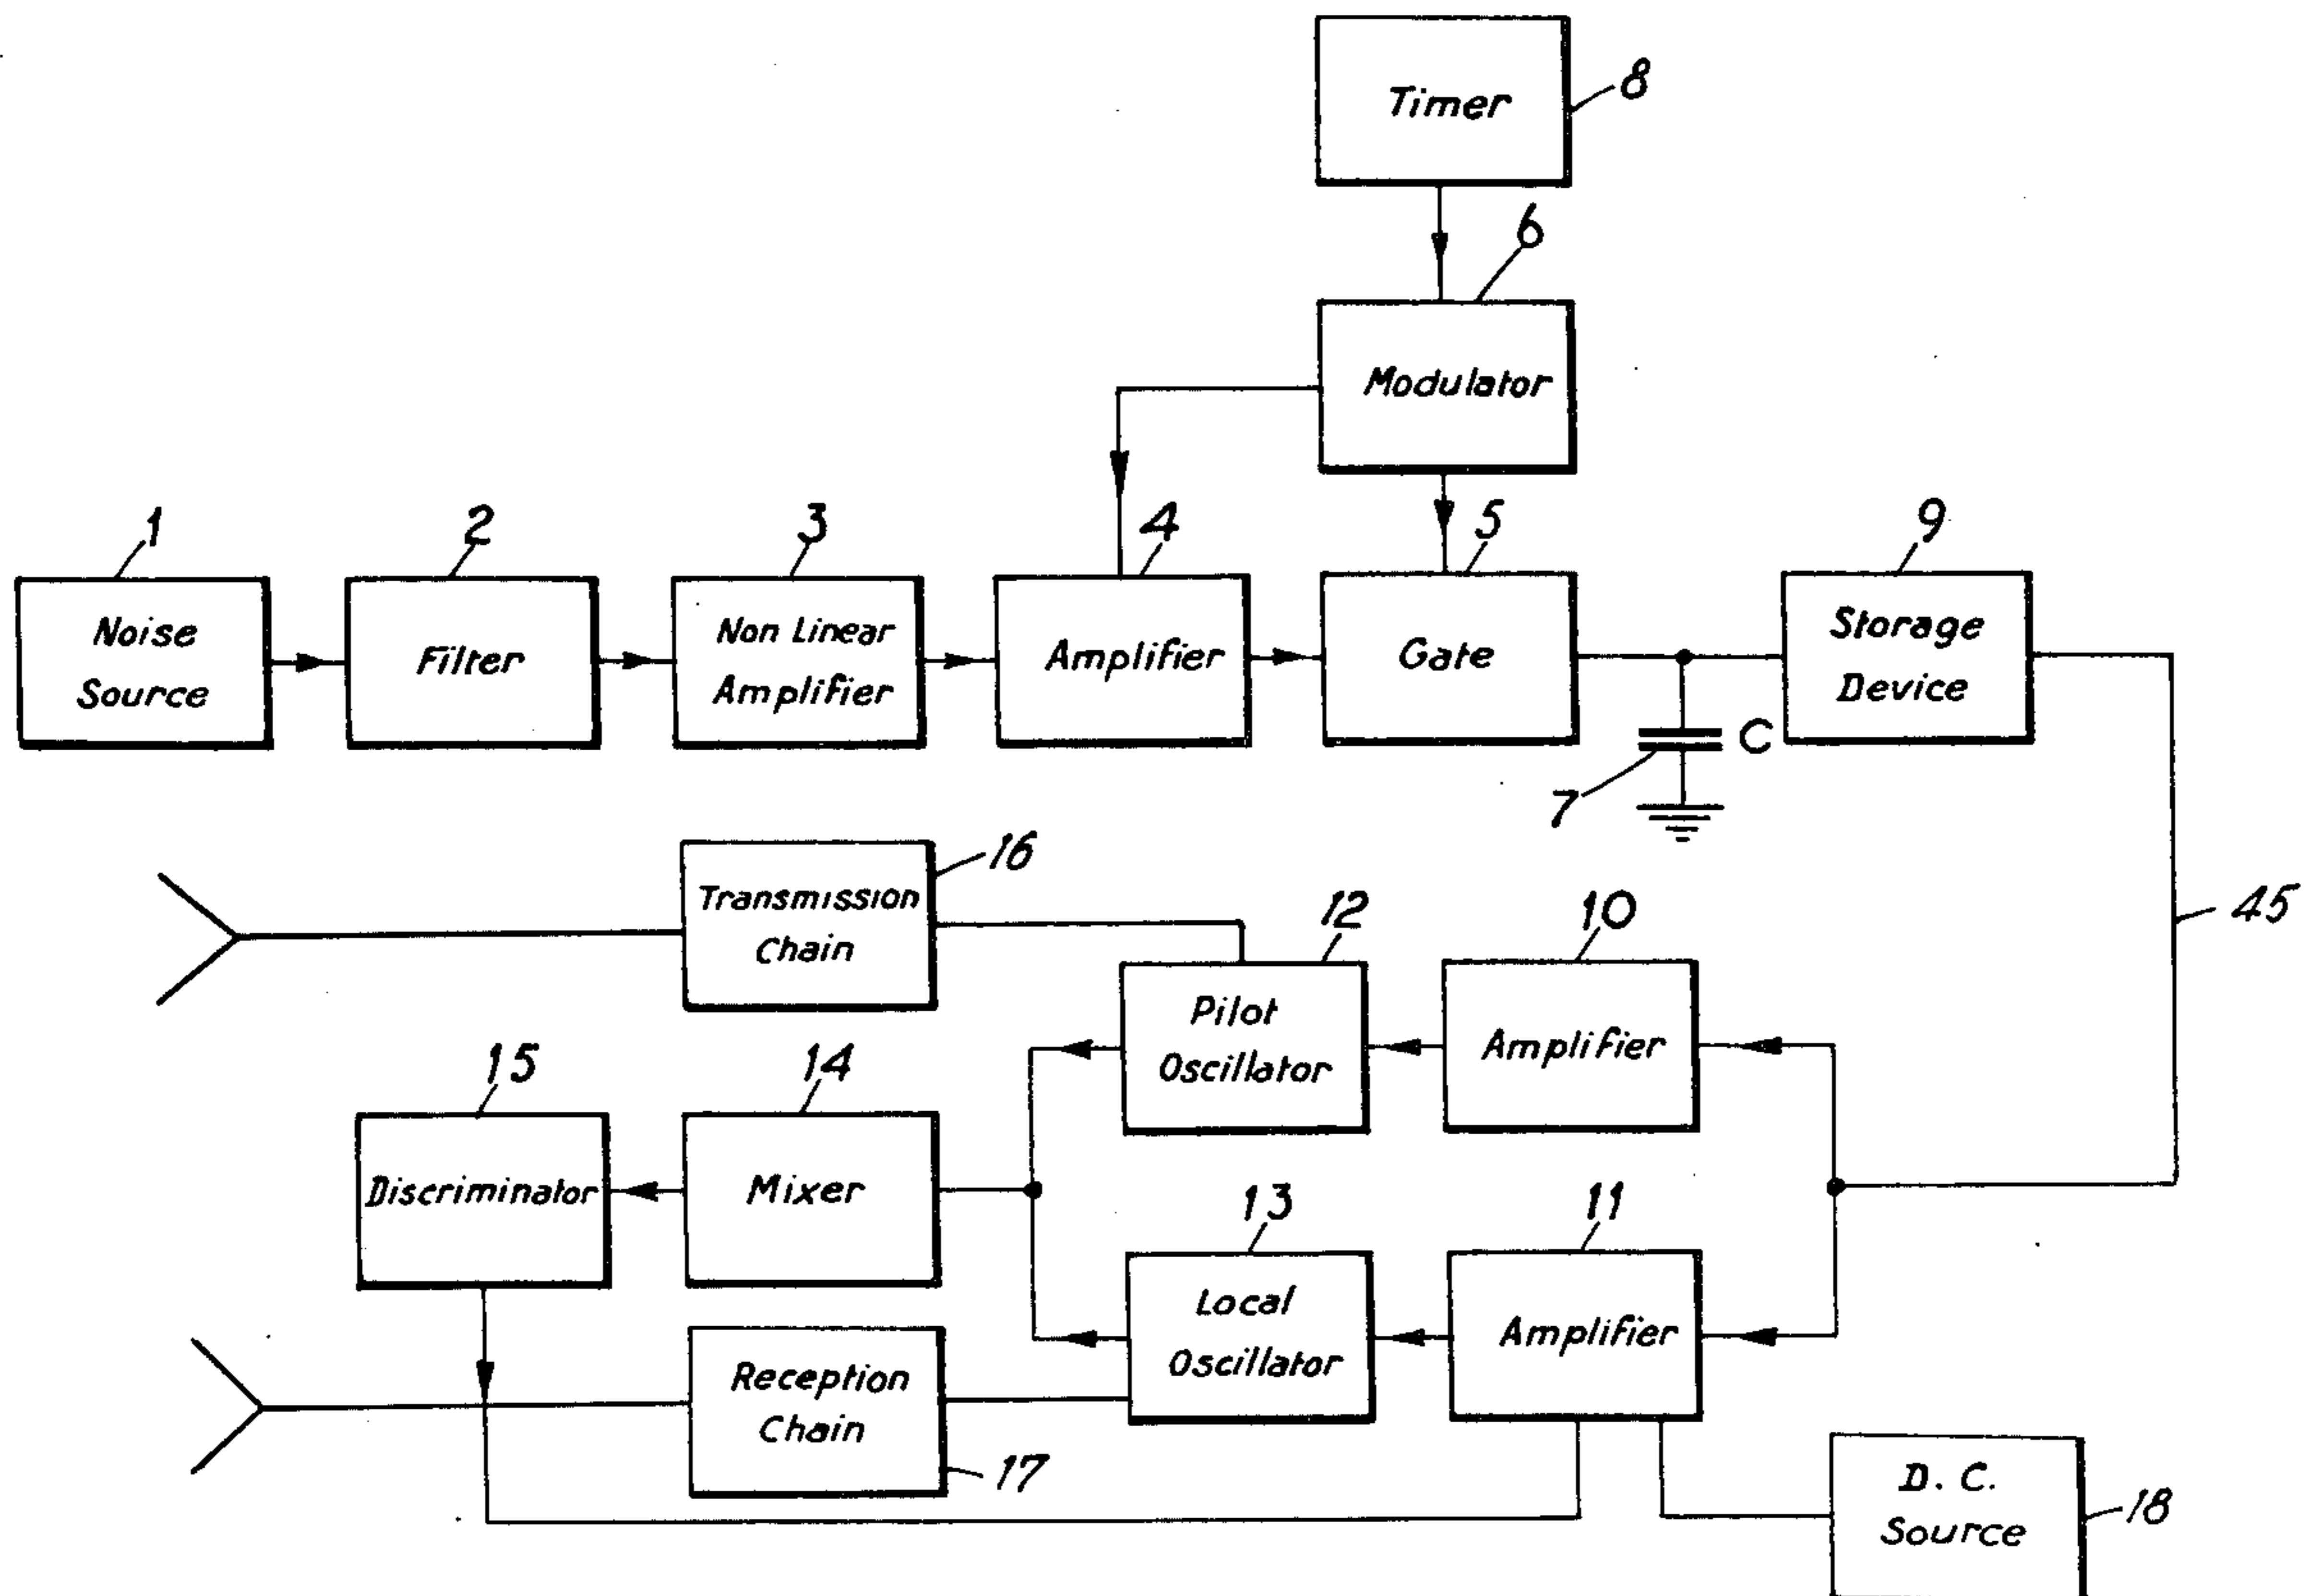 Timer
8
6
Modulator
1
2
3
4
5
9
Noise
Source
Filter
Non Linear
Amplifier
Amplifier
Gate
Storage
Device
C
7
16
Transmission
Chain
12
10
45
Pilot
Oscillator
Amplifier
15
14
13
11
Discriminator
Mixer
Local
Oscillator
Amplifier
Reception
Chain
17
D. C.
Source
18